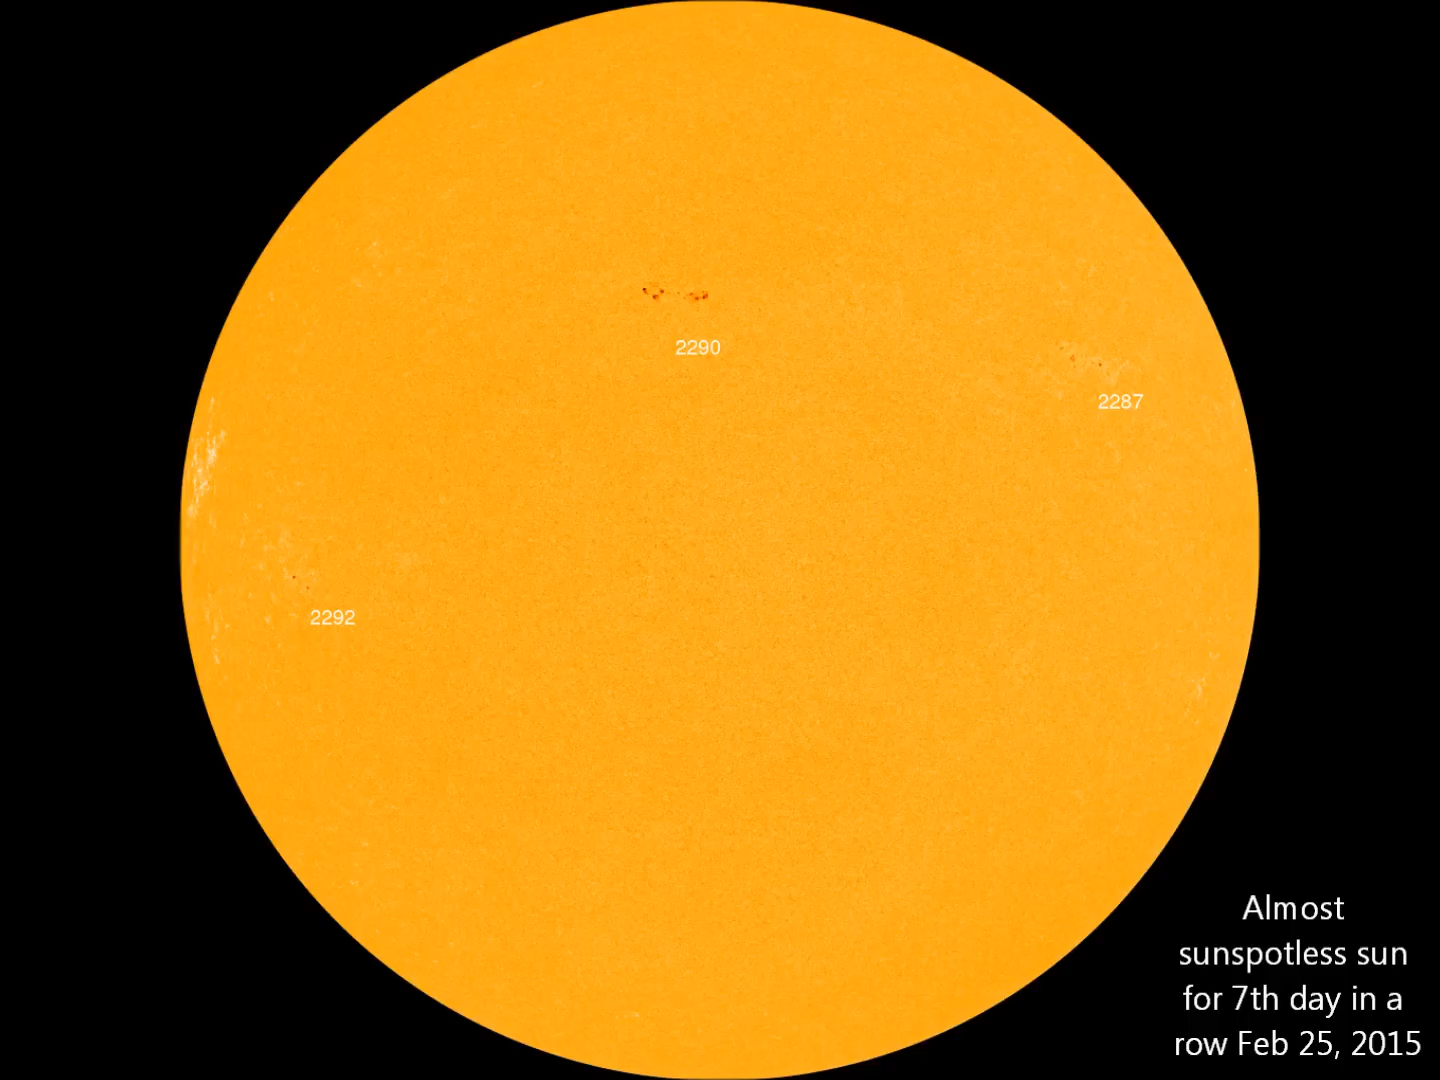 2290
2287
2292
Almost
sunspotless sun
for 7th day in a
row Feb 25, 2015